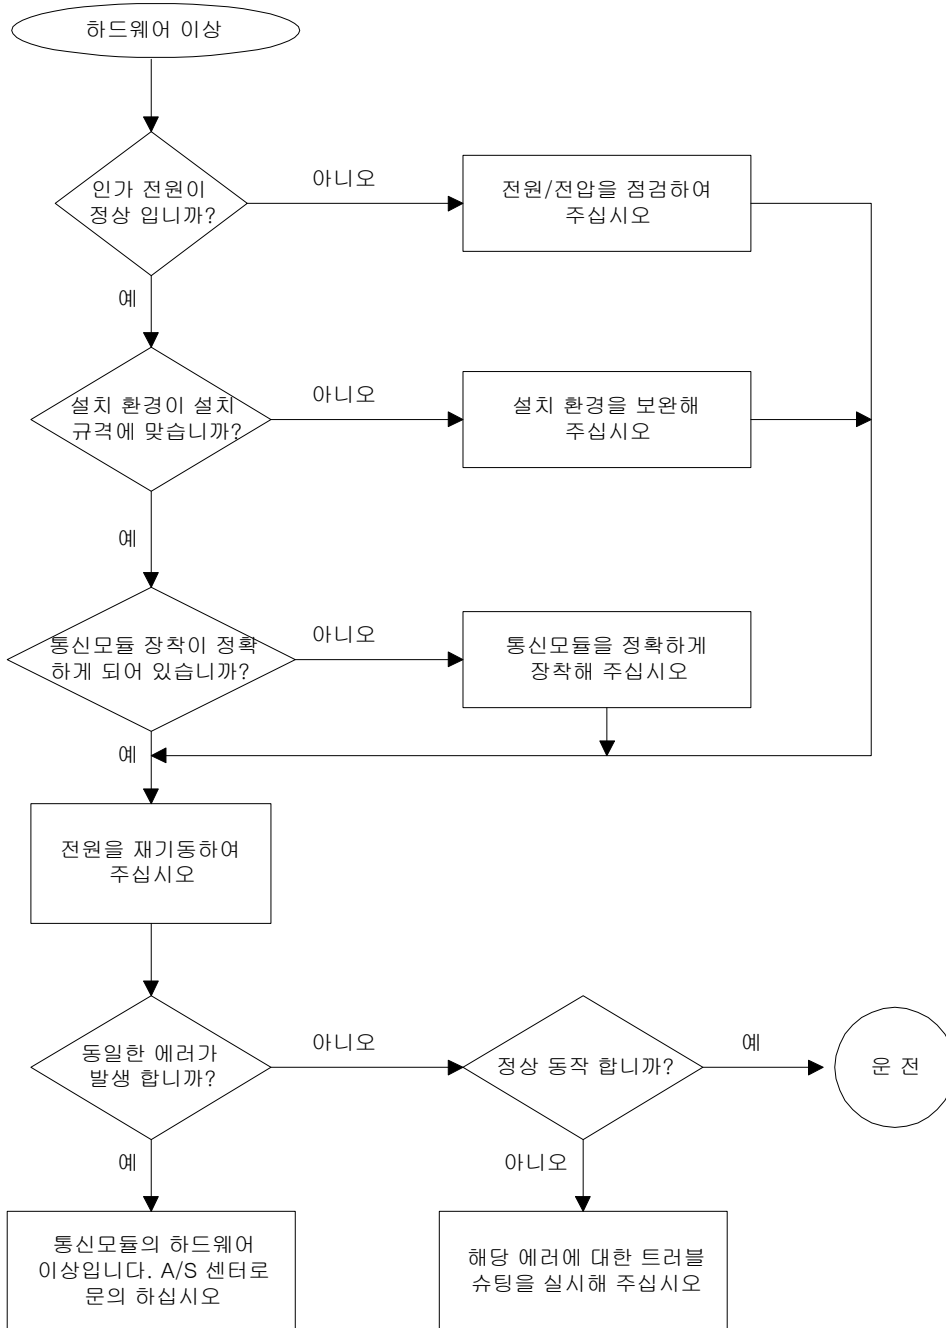 하드웨어 이상
인가 전원이
정상 입니까?
아니오
전원/전압을 점검하여
주십시오
예
설치 환경이 설치
규격에 맞습니까?
아니오
설치 환경을 보완해
주십시오
예
통신모듈 장착이 정확
하게 되어 있습니까?
아니오
통신모듈을 정확하게
장착해 주십시오
예
전원을 재기동하여
주십시오
동일한 에러가
발생 합니까?
아니오
정상 동작 합니까?
예
운 전
예
통신모듈의 하드웨어
이상입니다. A/S 센터로
문의 하십시오
아니오
해당 에러에 대한 트러블
슈팅을 실시해 주십시오